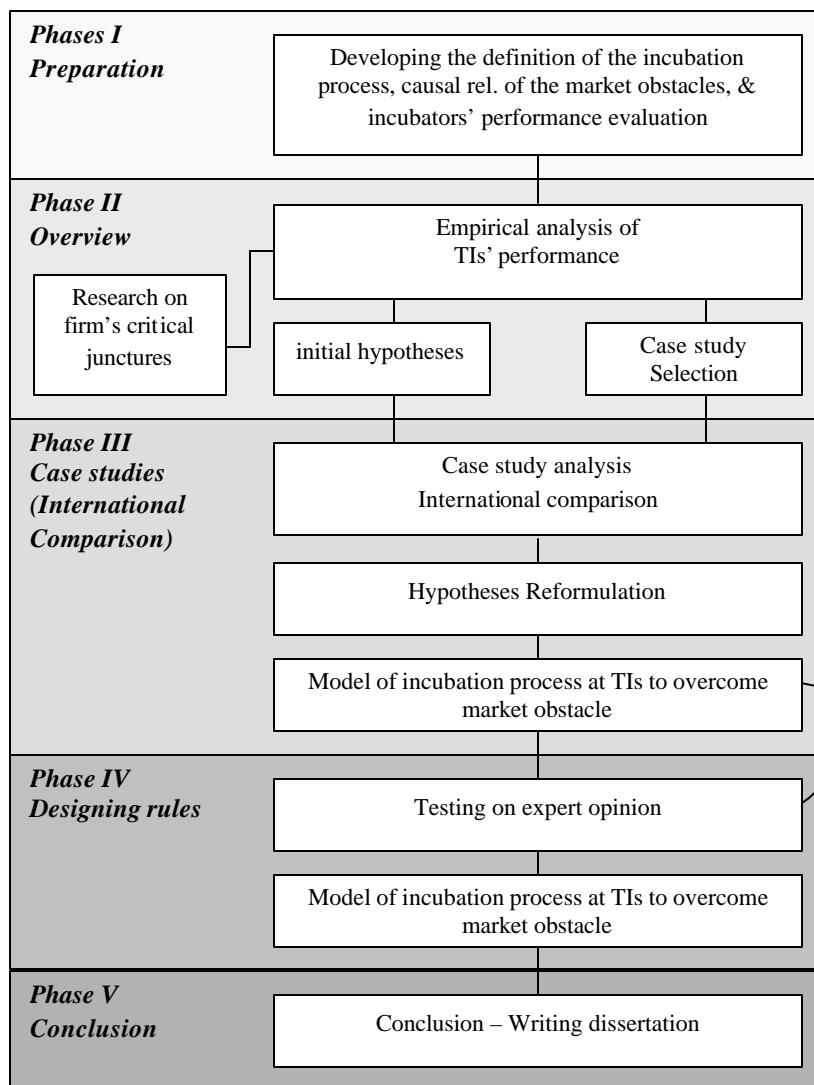 Phases I
Preparation
Developing the definition of the incubation
process, causal rel. of the market obstacles, &
incubators’ performance evaluation
Phase II
Overview
Empirical analysis of
TIs’ performance
Research on
firm’s critical
junctures
initial hypotheses
Case study
Selection
Phase III
Case studies
(International
Comparison)
Case study analysis
International comparison
Hypotheses Reformulation
Model of incubation process at TIs to overcome
market obstacle
Phase IV
Designing rules
Testing on expert opinion
Model of incubation process at TIs to overcome
market obstacle
Phase V
Conclusion
Conclusion – Writing dissertation